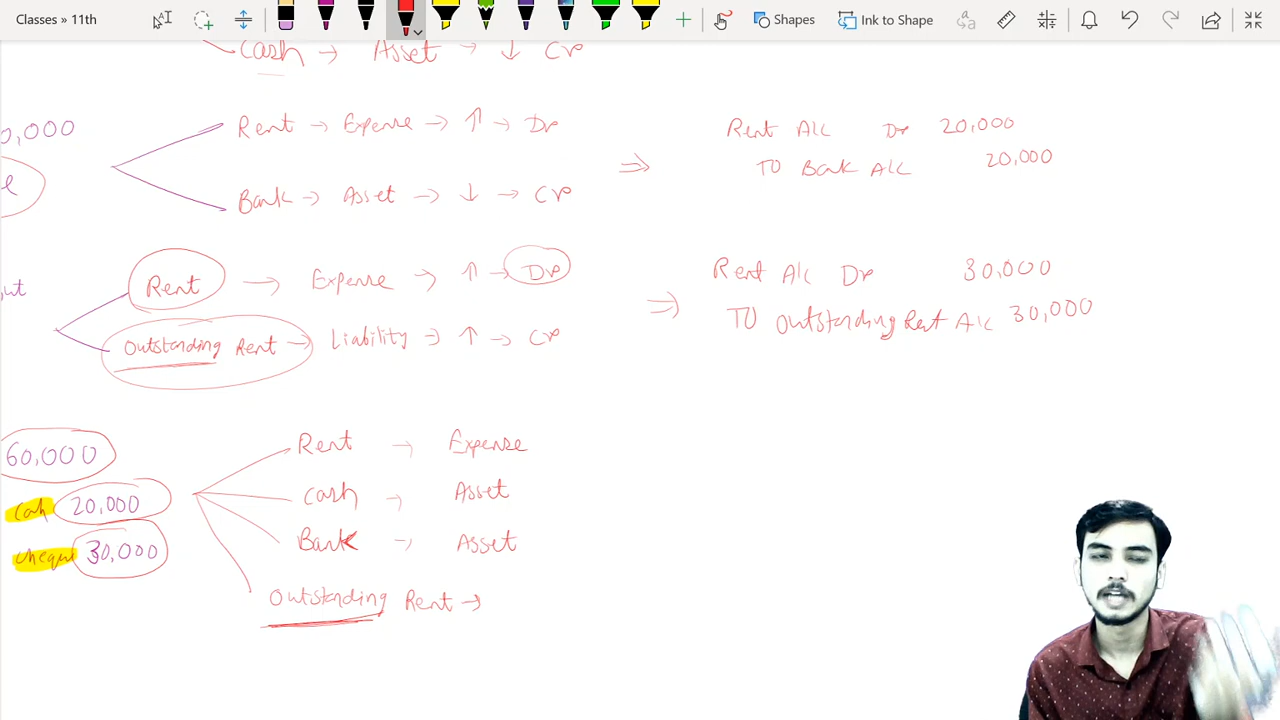 Classes » 11th
Shapes
Ink to Shape
Cash → Asset → ↓ Cr
0,000
Rent → Expense → ↑ → Dr
Bank → Asset → ↓ → Cr
⇒
Rent A/c Dr 20,000
TO Bank A/c 20,000
Rent → Expense → ↑ → Dr
Outstanding Rent → Liability → ↑ → Cr
⇒
Rent A/c Dr 30,000
TO Outstanding Rent A/c 30,000
60,000
Cash 20,000
cheque 30,000
Rent → Expense
Cash → Asset
Bank → Asset
Outstanding Rent →